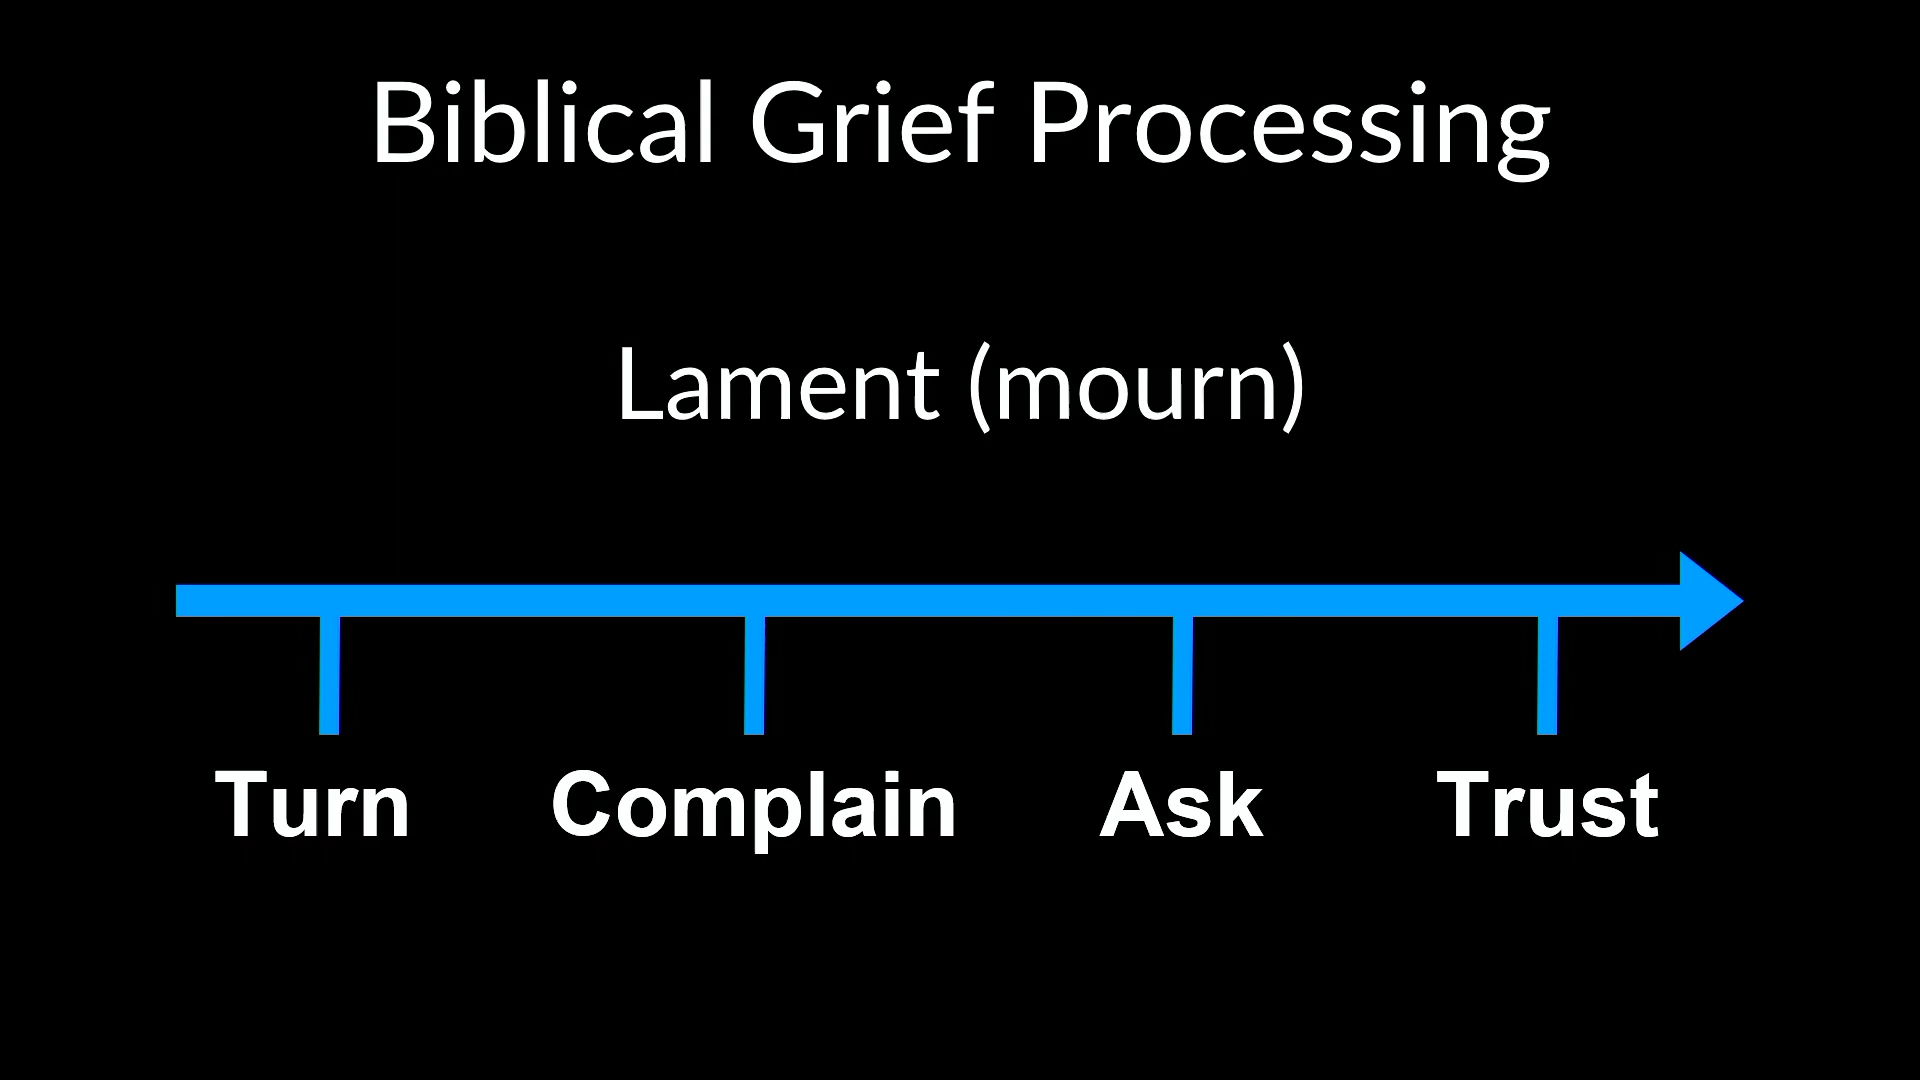 Biblical Grief Processing
Lament (mourn)
Turn Complain Ask Trust